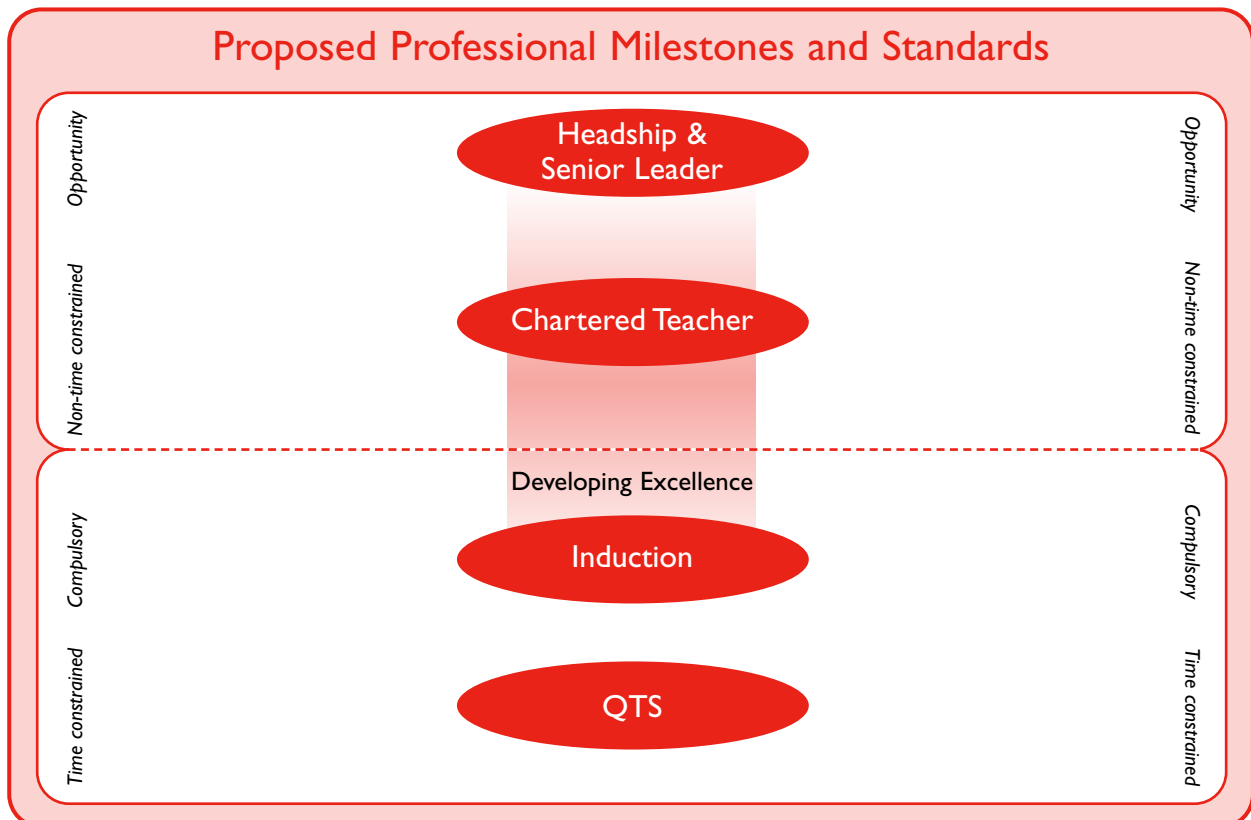 Proposed Professional Milestones and Standards
Opportunity
Non-time constrained
Headship &
Senior Leader
Chartered Teacher
Opportunity
Non-time constrained
Developing Excellence
Compulsory
Time constrained
Induction
QTS
Compulsory
Time constrained